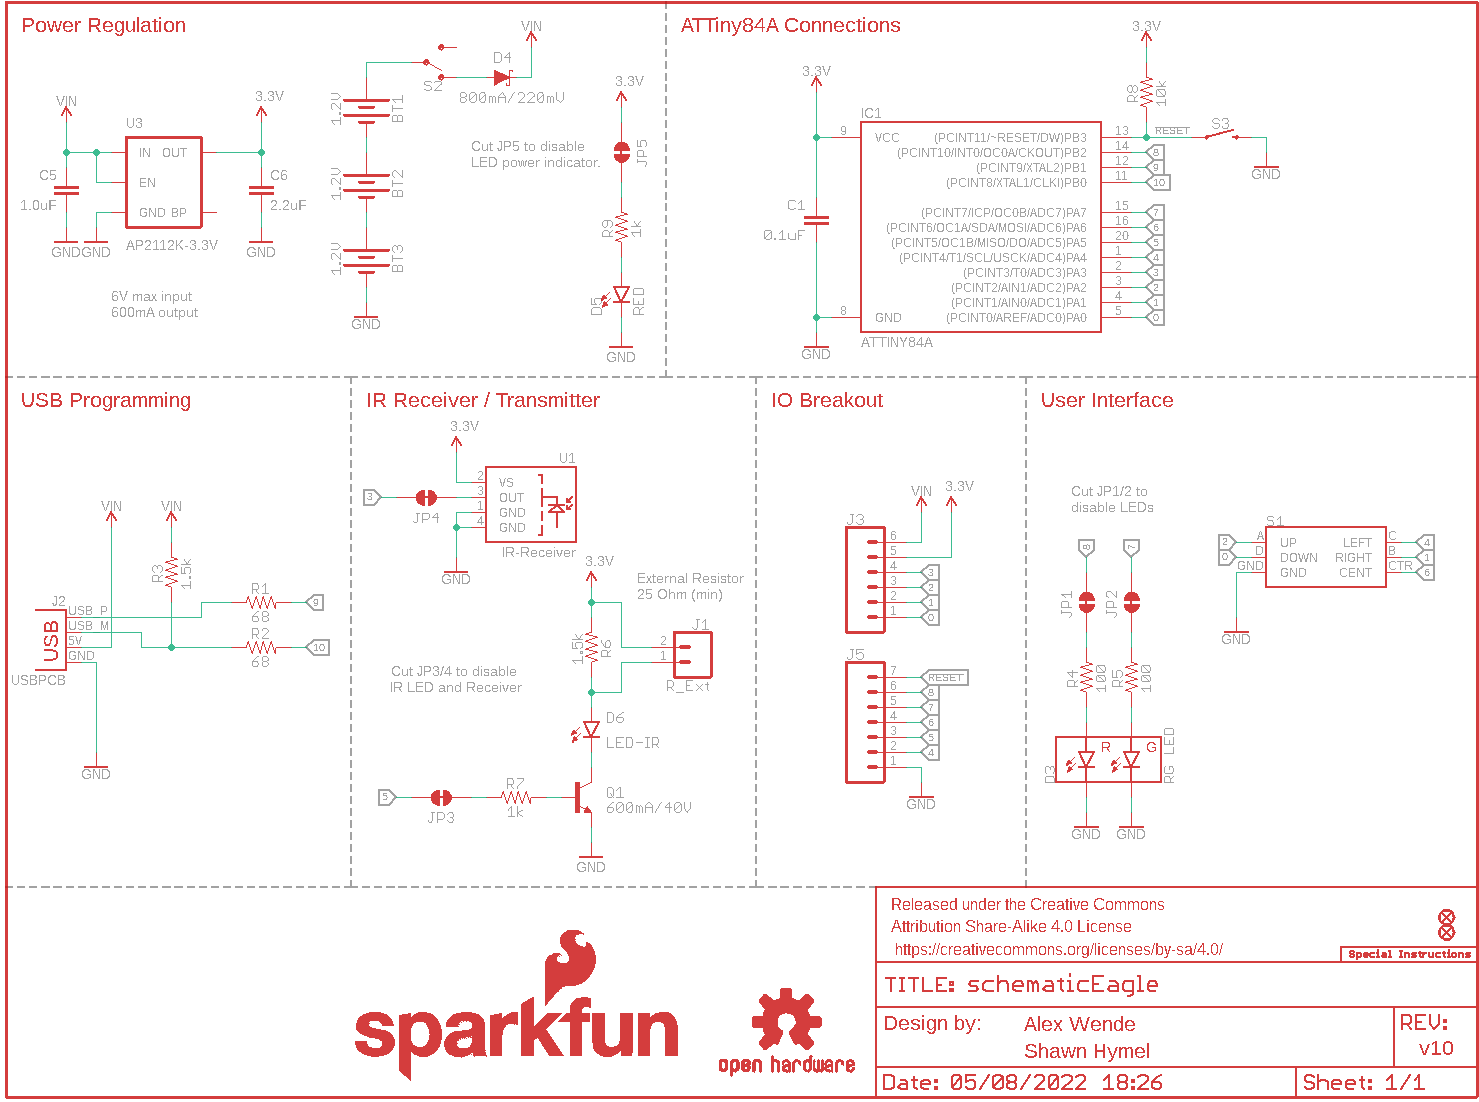 Power Regulation
VIN
U3
IN OUT
EN
GND BP
AP2112K-3.3V
C5
1.0uF
GND
GND
3.3V
C6
2.2uF
GND
6V max input
600mA output
1.2V
BT1
1.2V
BT2
1.2V
BT3
GND
S2
D4
VIN
800mA/220mV
Cut JP5 to disable
LED power indicator.
3.3V
JP5
R9
1k
D5
RED
GND
ATTiny84A Connections
3.3V
C1
0.1uF
GND
IC1
9
VCC
8
GND
ATTINY84A
(PCINT11/~RESET/DW)PB3 13 RESET
(PCINT10/INT0/OC0A/CKOUT)PB2 14 8
(PCINT9/XTAL2)PB1 12 9
(PCINT8/XTAL1/CLKI)PB0 11 10
(PCINT7/ICP/OC0B/ADC7)PA7 15 7
(PCINT6/OC1A/SDA/MOSI/ADC6)PA6 16 6
(PCINT5/OC1B/MISO/DO/ADC5)PA5 20 5
(PCINT4/T1/SCL/USCK/ADC4)PA4 1 4
(PCINT3/T0/ADC3)PA3 2 3
(PCINT2/AIN1/ADC2)PA2 3 2
(PCINT1/AIN0/ADC1)PA1 4 1
(PCINT0/AREF/ADC0)PA0 5 0
3.3V
R8
10k
S3
GND
USB Programming
VIN
VIN
R3
1.5k
J2
USB
USB_P
USB_M
5V
GND
USBPCB
R1
68
9
R2
68
10
GND
IR Receiver / Transmitter
3.3V
3
JP4
U1
2 VS
3 OUT
1 GND
4 GND
IR-Receiver
GND
3.3V
External Resistor
25 Ohm (min)
1.5k
R6
J1
2
1
R_Ext
Cut JP3/4 to disable
IR LED and Receiver
D6
LED-IR
5
JP3
R7
1k
Q1
600mA/40V
GND
IO Breakout
VIN
3.3V
J3
6
5
4 3
3 2
2 1
1 0
J5
7 RESET
6 8
5 7
4 6
3 5
2 4
1
GND
User Interface
Cut JP1/2 to
disable LEDs
8
7
JP1
JP2
R4
100
R5
100
R
G
D3
RG LED
GND
GND
S1
2 A UP LEFT C 4
0 D DOWN RIGHT B 1
GND GND CENT CTR 6
GND
sparkfun
open hardware
Released under the Creative Commons
Attribution Share-Alike 4.0 License
https://creativecommons.org/licenses/by-sa/4.0/
Special Instructions
TITLE: schematicEagle
Design by: Alex Wende
Shawn Hymel
REV:
v10
Date: 05/08/2022 18:26
Sheet: 1/1